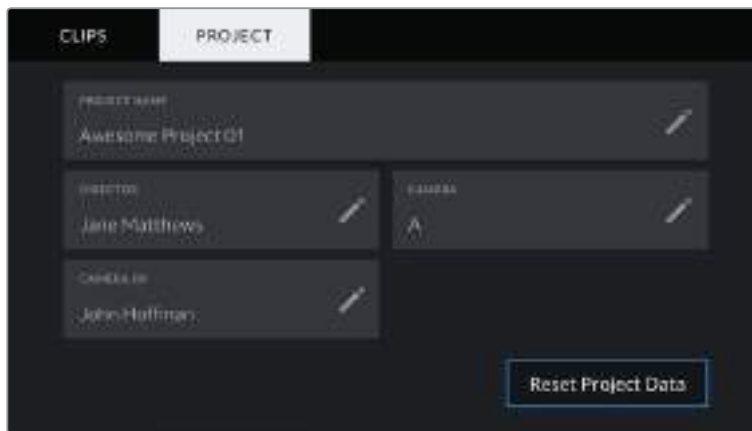 CLIPS PROJECT
PROJECT NAME
Awesome Project 01
DIRECTOR CAMERA
Jane Matthews A
CAMERA OP
John Hoffman
Reset Project Data